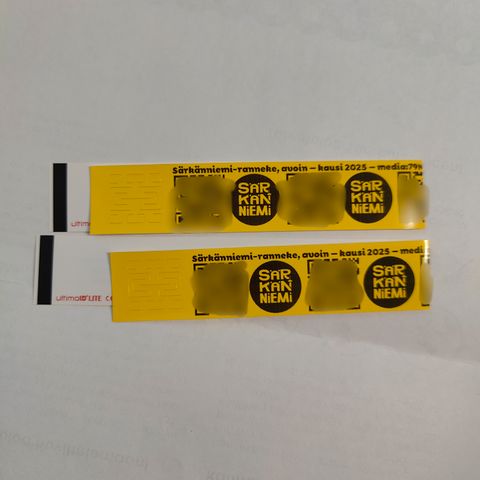 Särkänniemi-ranneke, avoin – kausi 2025 – media:79
SÄR
KÄN
NIEMI
SÄR
KÄN
NIEMI
Särkänniemi-ranneke, avoin – kausi 2025 – medi
ultimaID LITE
SÄR
KÄN
NIEMI
SÄR
KÄN
NIEMI